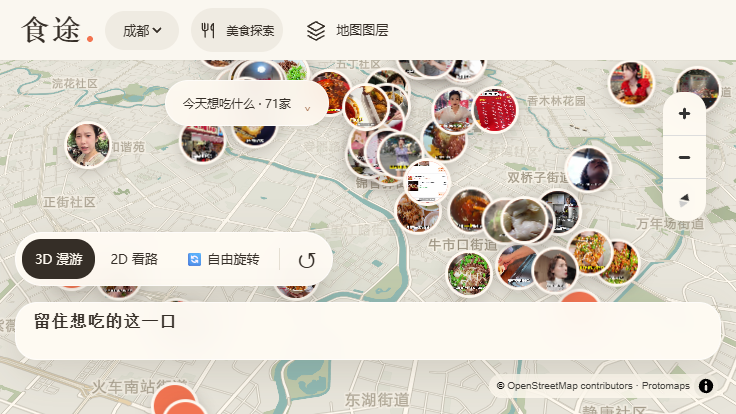 食途.
成都
美食探索
地图图层
五丁社区
浣花社区
今天想吃什么 · 71家
香木林花园
和谐苑
双桥子街道
正街社区
万年场街道
牛市口街道
3D 漫游
2D 看路
自由旋转
留住想吃的这一口
火车南站街道
东湖街道
© OpenStreetMap contributors · Protomaps
静康社区